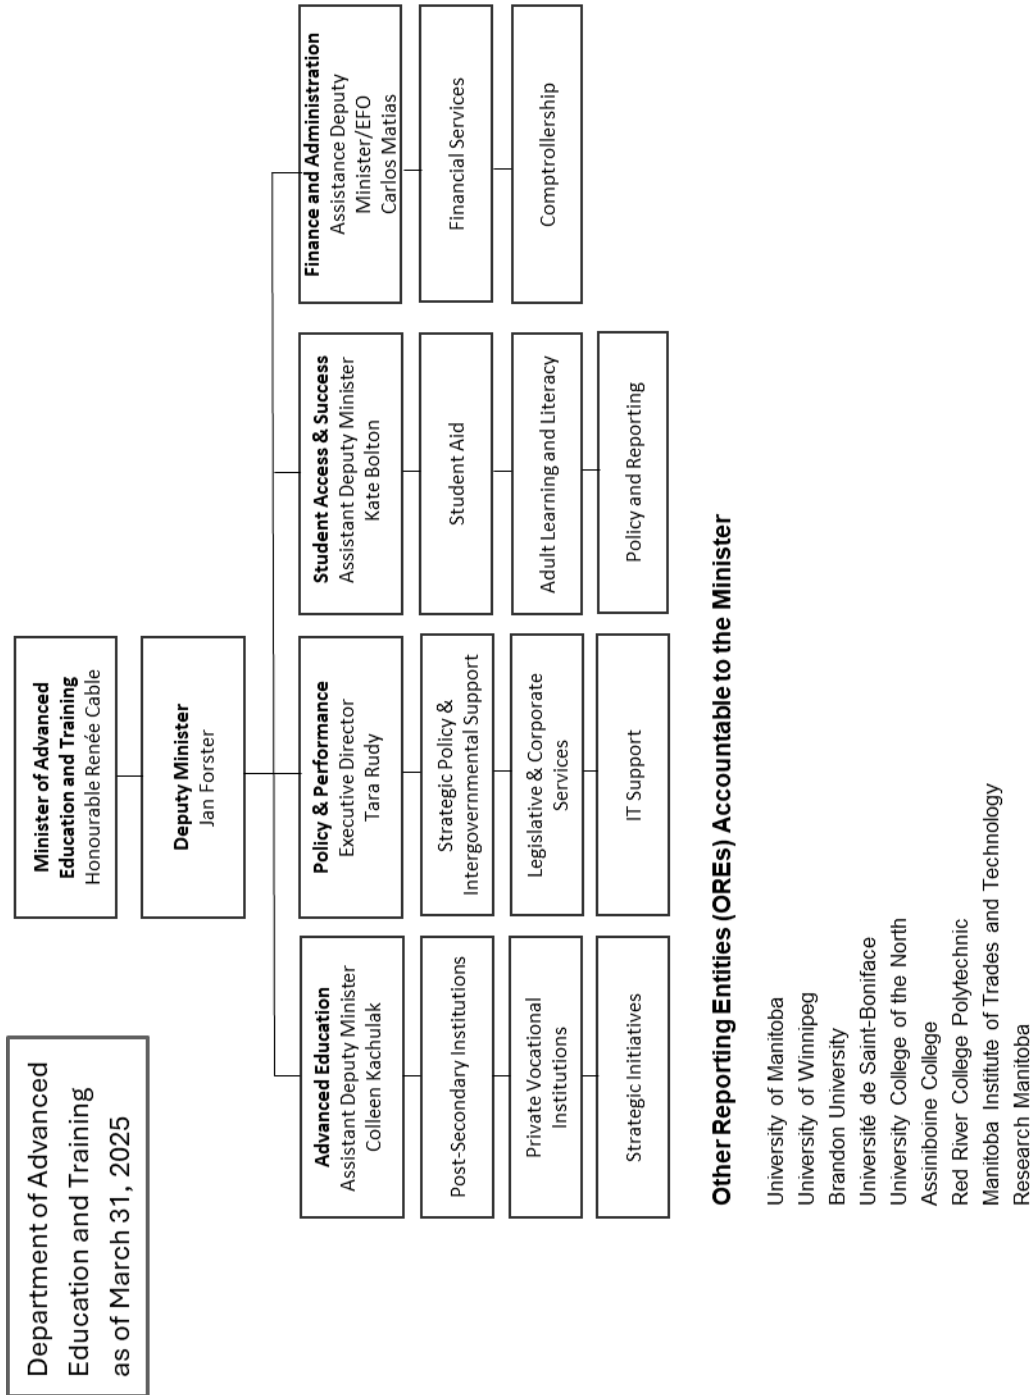 Department of Advanced
Education and Training
as of March 31, 2025
Minister of Advanced
Education and Training
Honourable Renée Cable
Deputy Minister
Jan Forster
Advanced Education
Assistant Deputy Minister
Colleen Kachulak
Post-Secondary Institutions
Private Vocational
Institutions
Strategic Initiatives
Policy & Performance
Executive Director
Tara Rudy
Strategic Policy &
Intergovernmental Support
Legislative & Corporate
Services
IT Support
Student Access & Success
Assistant Deputy Minister
Kate Bolton
Student Aid
Adult Learning and Literacy
Policy and Reporting
Finance and Administration
Assistance Deputy
Minister/EFO
Carlos Matias
Financial Services
Comptrollership
Other Reporting Entities (OREs) Accountable to the Minister
University of Manitoba
University of Winnipeg
Brandon University
Université de Saint-Boniface
University College of the North
Assiniboine College
Red River College Polytechnic
Manitoba Institute of Trades and Technology
Research Manitoba